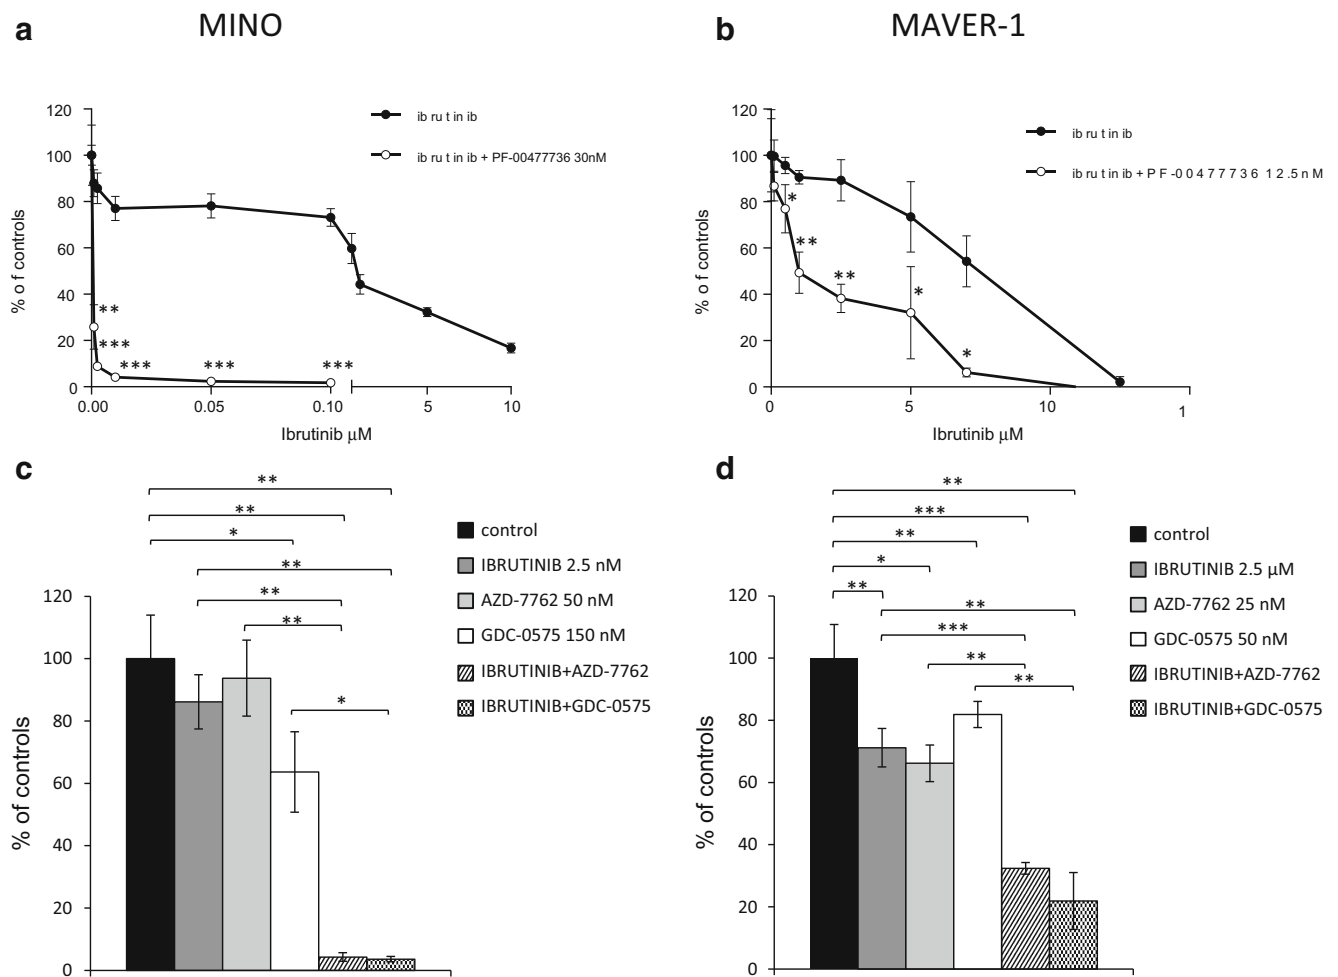 a MINO
b MAVER-1
120
100
80
60
40
20
0
% o f controls
ib ru t in ib
ib ru t in ib + PF-00477736 30nM
**
***
***
***
***
0.00 0.05 0.10 5 10
Ibrutinib μM
120
100
80
60
40
20
0
% o f controls
ib ru t in ib
ib ru t in ib + P F -0 0 4 7 7 7 3 6 1 2 .5 n M
*
**
**
*
*
0 5 10 1
Ibrutinib μM
c
**
**
*
**
**
**
*
120
100
80
60
40
20
0
% of controls
control
IBRUTINIB 2.5 nM
AZD-7762 50 nM
GDC-0575 150 nM
IBRUTINIB+AZD-7762
IBRUTINIB+GDC-0575
d
**
***
**
*
**
**
***
**
**
120
100
80
60
40
20
0
% of controls
control
IBRUTINIB 2.5 μM
AZD-7762 25 nM
GDC-0575 50 nM
IBRUTINIB+AZD-7762
IBRUTINIB+GDC-0575